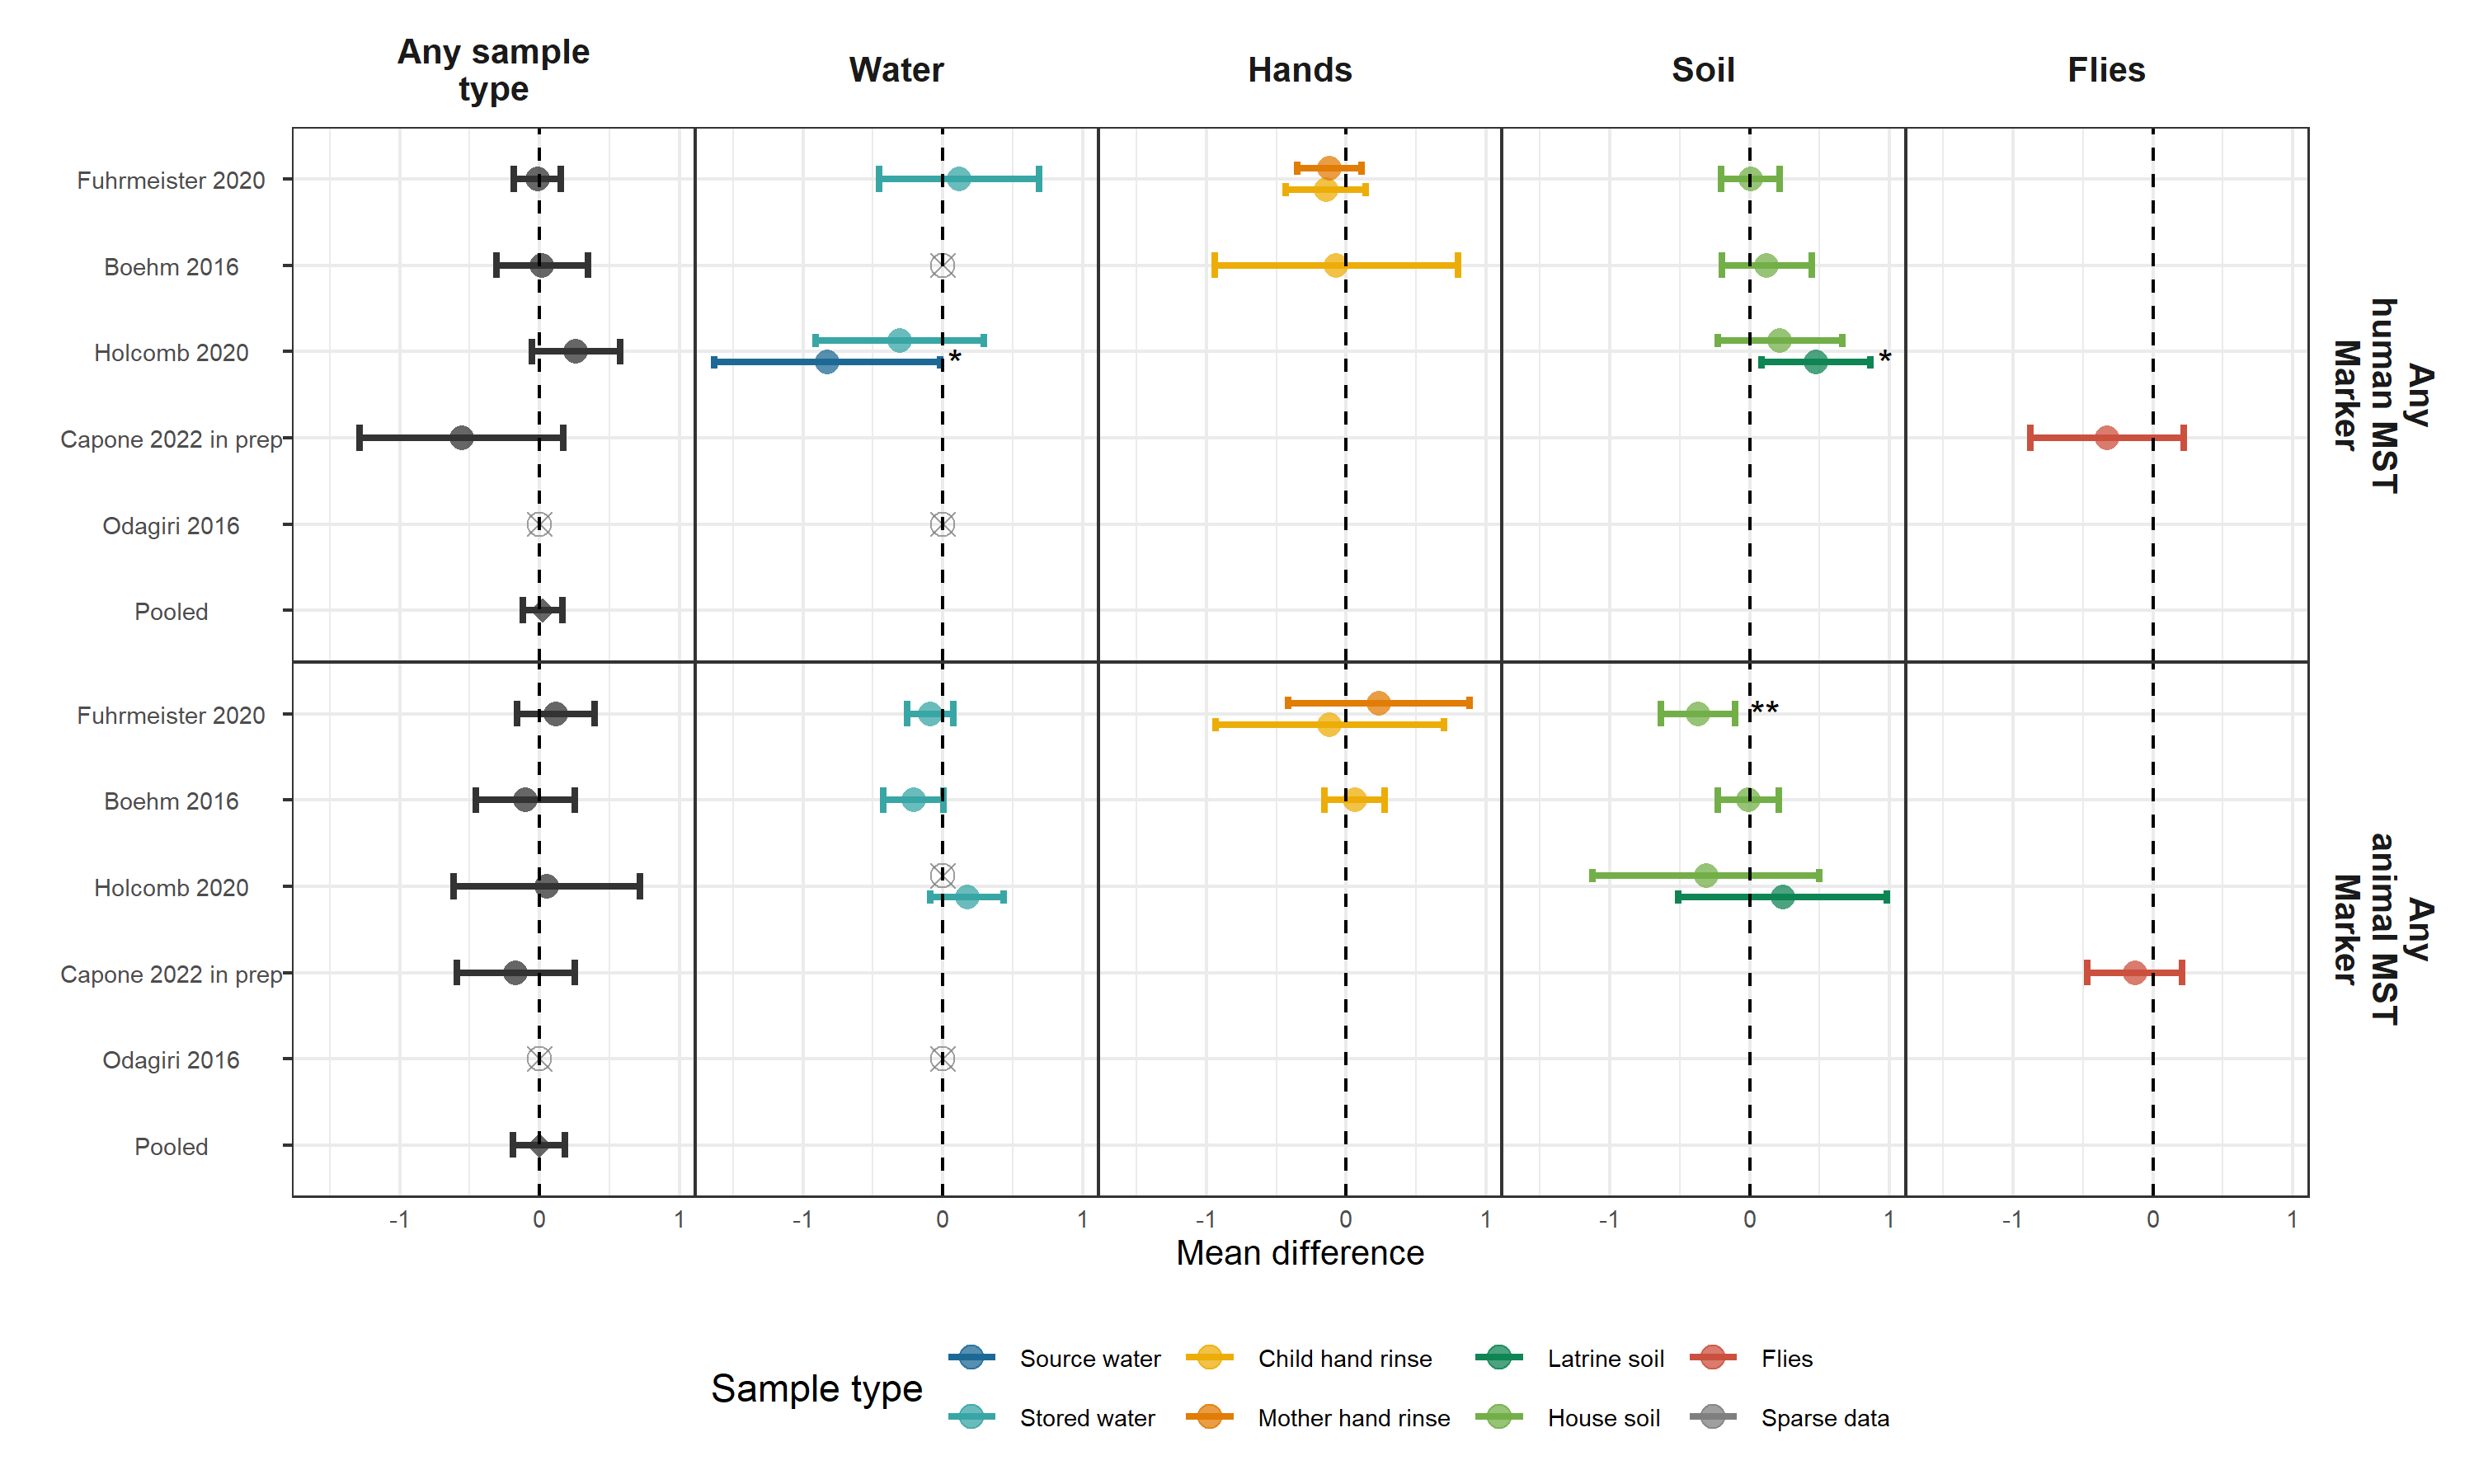 Any sample
type
Water
Hands
Soil
Flies
Fuhrmeister 2020
Boehm 2016
Holcomb 2020
*
*
Capone 2022 in prep
Odagiri 2016
Pooled
Any
human MST
Marker
Fuhrmeister 2020
**
Boehm 2016
Holcomb 2020
Capone 2022 in prep
Odagiri 2016
Pooled
Any
animal MST
Marker
-1 0 1 -1 0 1 -1 0 1 -1 0 1 -1 0 1
Mean difference
Sample type
Source water
Child hand rinse
Latrine soil
Flies
Stored water
Mother hand rinse
House soil
Sparse data